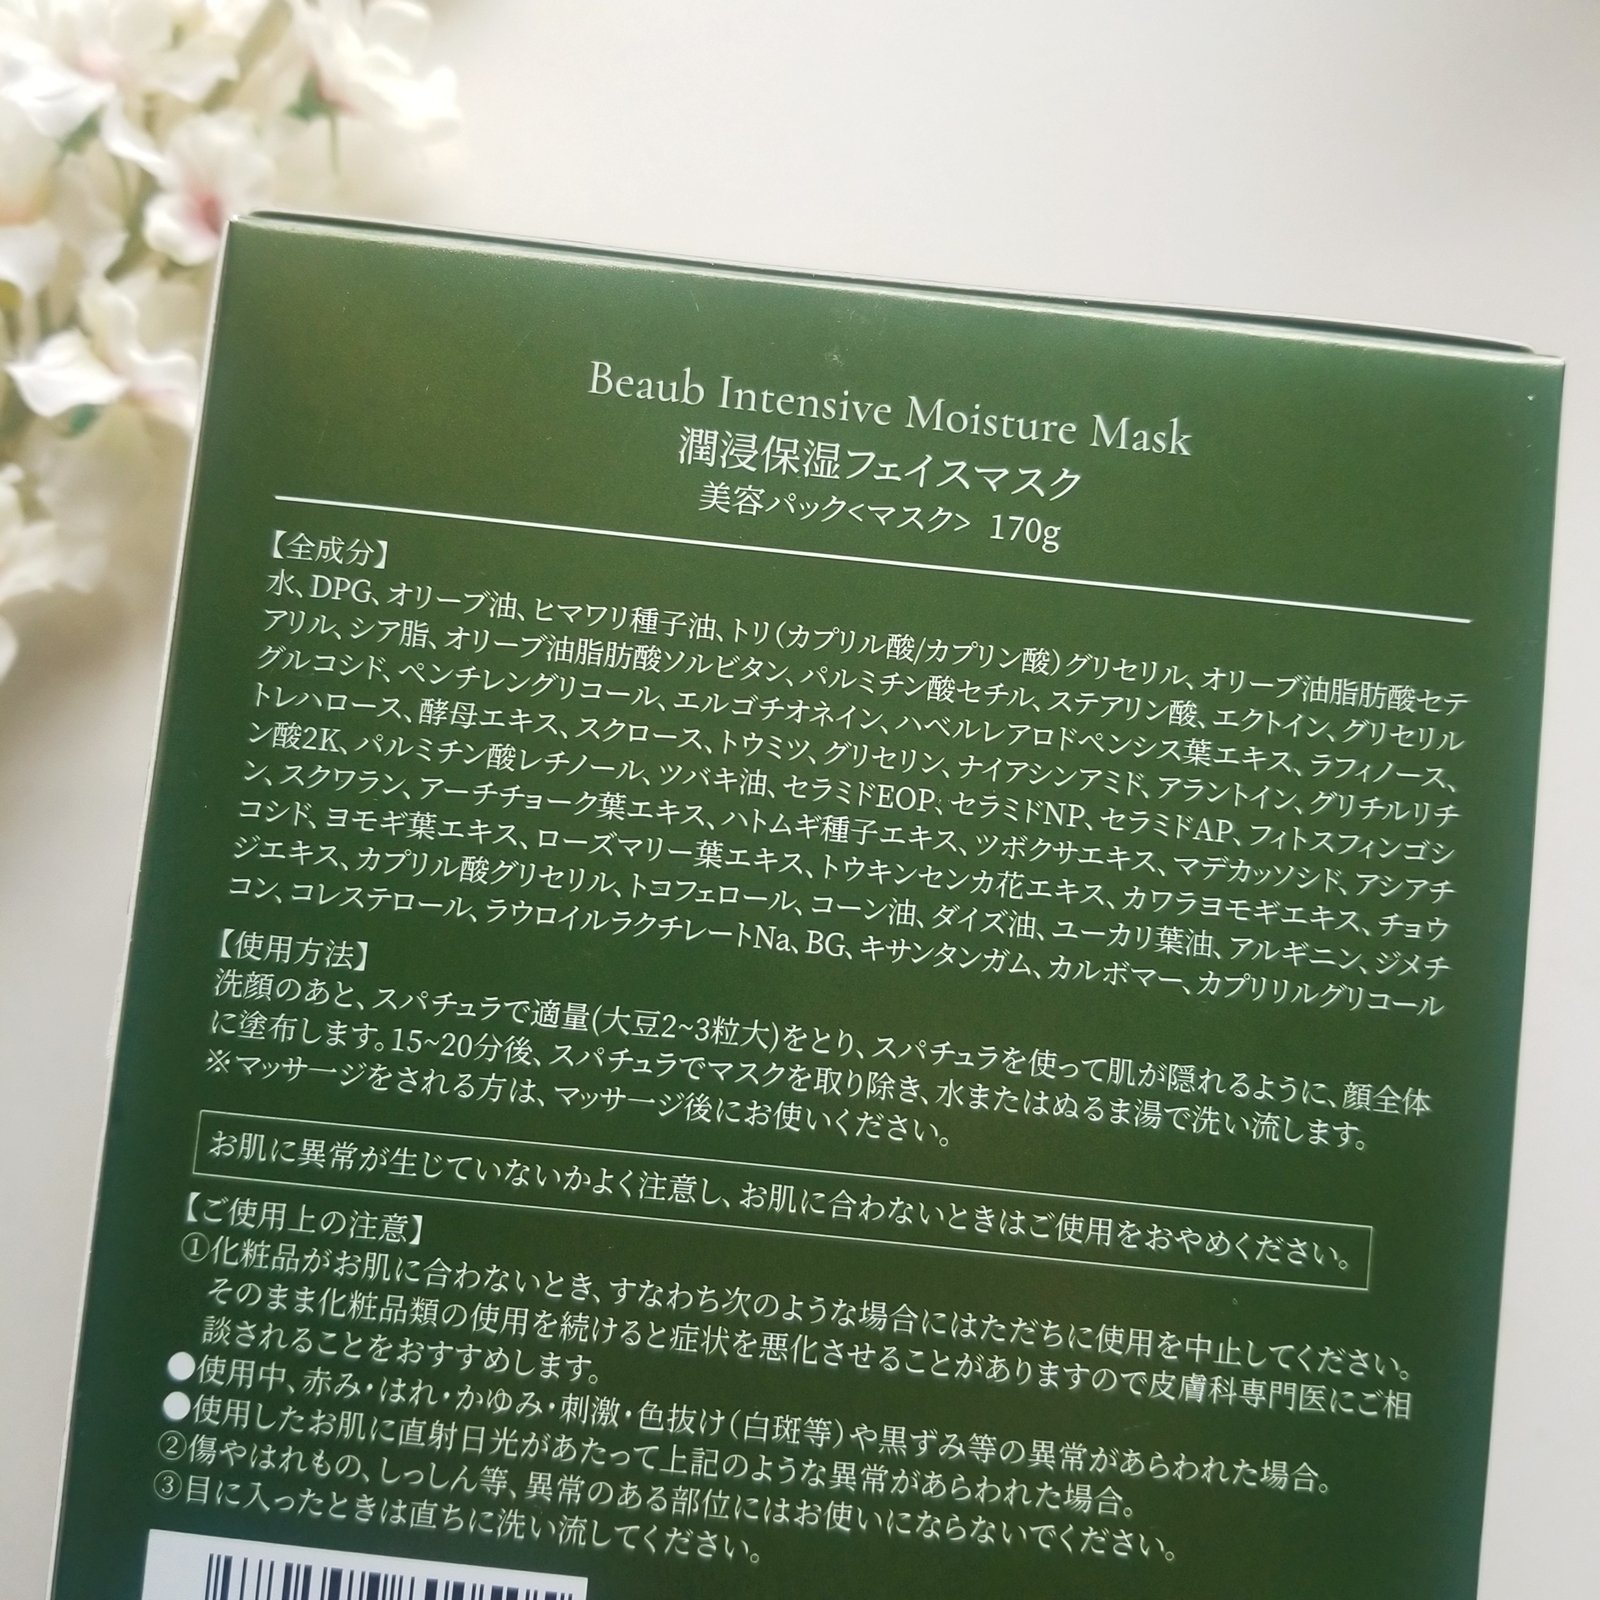 Beaub Intensive Moisture Mask
潤浸保湿フェイスマスク
美容パック<マスク> 170g
【全成分】
水、DPG、オリーブ油、ヒマワリ種子油、トリ(カプリル酸/カプリン酸)グリセリル、オリーブ油脂肪酸セテ
アリル、シア脂、オリーブ油脂肪酸ソルビタン、パルミチン酸セチル、ステアリン酸、エクトイン、グリセリル
グルコシド、ペンチレングリコール、エルゴチオネイン、ハベルレアロドペンシス葉エキス、ラフィノース、
トレハロース、酵母エキス、スクロース、トウミツ、グリセリン、ナイアシンアミド、アラントイン、グリチルリチ
ン酸2K、パルミチン酸レチノール、ツバキ油、セラミドEOP、セラミドNP、セラミドAP、フィトスフィンゴシ
ン、スクワラン、アーチチョーク葉エキス、ハトムギ種子エキス、ツボクサエキス、マデカッソシド、アシアチ
コシド、ヨモギ葉エキス、ローズマリー葉エキス、トウキンセンカ花エキス、カワラヨモギエキス、チョウ
ジエキス、カプリル酸グリセリル、トコフェロール、コーン油、ダイズ油、ユーカリ葉油、アルギニン、ジメチ
コン、コレステロール、ラウロイルラクチレートNa、BG、キサンタンガム、カルボマー、カプリリルグリコール
【使用方法】
洗顔のあと、スパチュラで適量(大豆2~3粒大)をとり、スパチュラを使って肌が隠れるように、顔全体
に塗布します。15~20分後、スパチュラでマスクを取り除き、水またはぬるま湯で洗い流します。
※マッサージをされる方は、マッサージ後にお使いください。
お肌に異常が生じていないかよく注意し、お肌に合わないときはご使用をおやめください。
【ご使用上の注意】
①化粧品がお肌に合わないとき、すなわち次のような場合にはただちに使用を中止してください。
そのまま化粧品類の使用を続けると症状を悪化させることがありますので皮膚科専門医にご相
談されることをおすすめします。
●使用中、赤み・はれ・かゆみ・刺激・色抜け(白斑等)や黒ずみ等の異常があらわれた場合。
●使用したお肌に直射日光があたって上記のような異常があらわれた場合。
②傷やはれもの、しっしん等、異常のある部位にはお使いにならないでください。
③目に入ったときは直ちに洗い流してください。